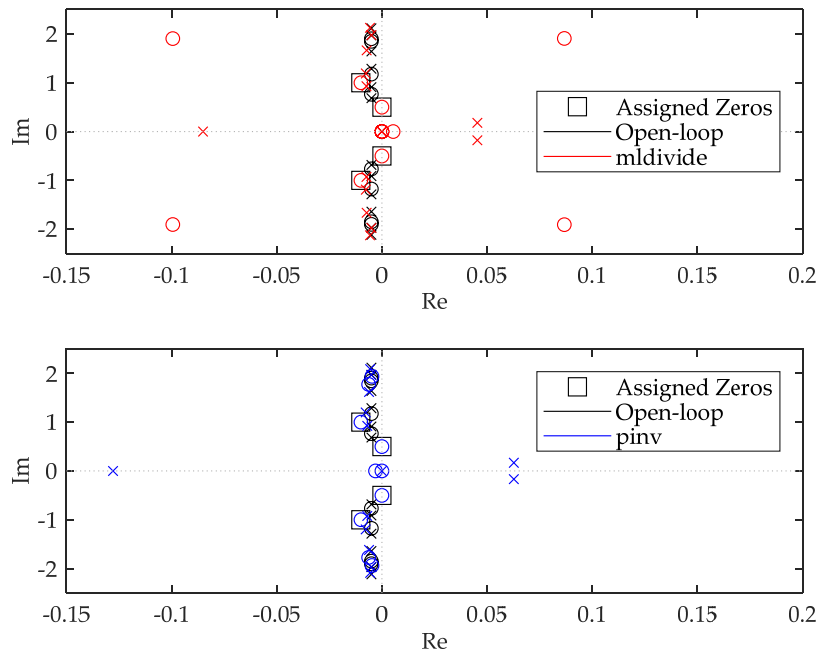 2
1
0
-1
-2
Im
Assigned Zeros
Open-loop
mldivide
-0.15 -0.1 -0.05 0 0.05 0.1 0.15 0.2
Re
2
1
0
-1
-2
Im
Assigned Zeros
Open-loop
pinv
-0.15 -0.1 -0.05 0 0.05 0.1 0.15 0.2
Re